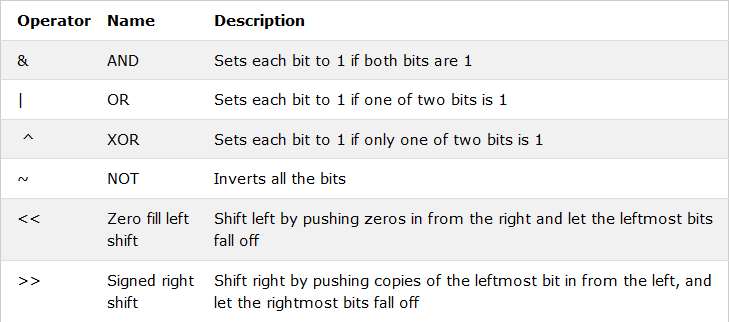 Operator Name Description
& AND Sets each bit to 1 if both bits are 1
| OR Sets each bit to 1 if one of two bits is 1
^ XOR Sets each bit to 1 if only one of two bits is 1
~ NOT Inverts all the bits
<< Zero fill left shift Shift left by pushing zeros in from the right and let the leftmost bits fall off
>> Signed right shift Shift right by pushing copies of the leftmost bit in from the left, and let the rightmost bits fall off